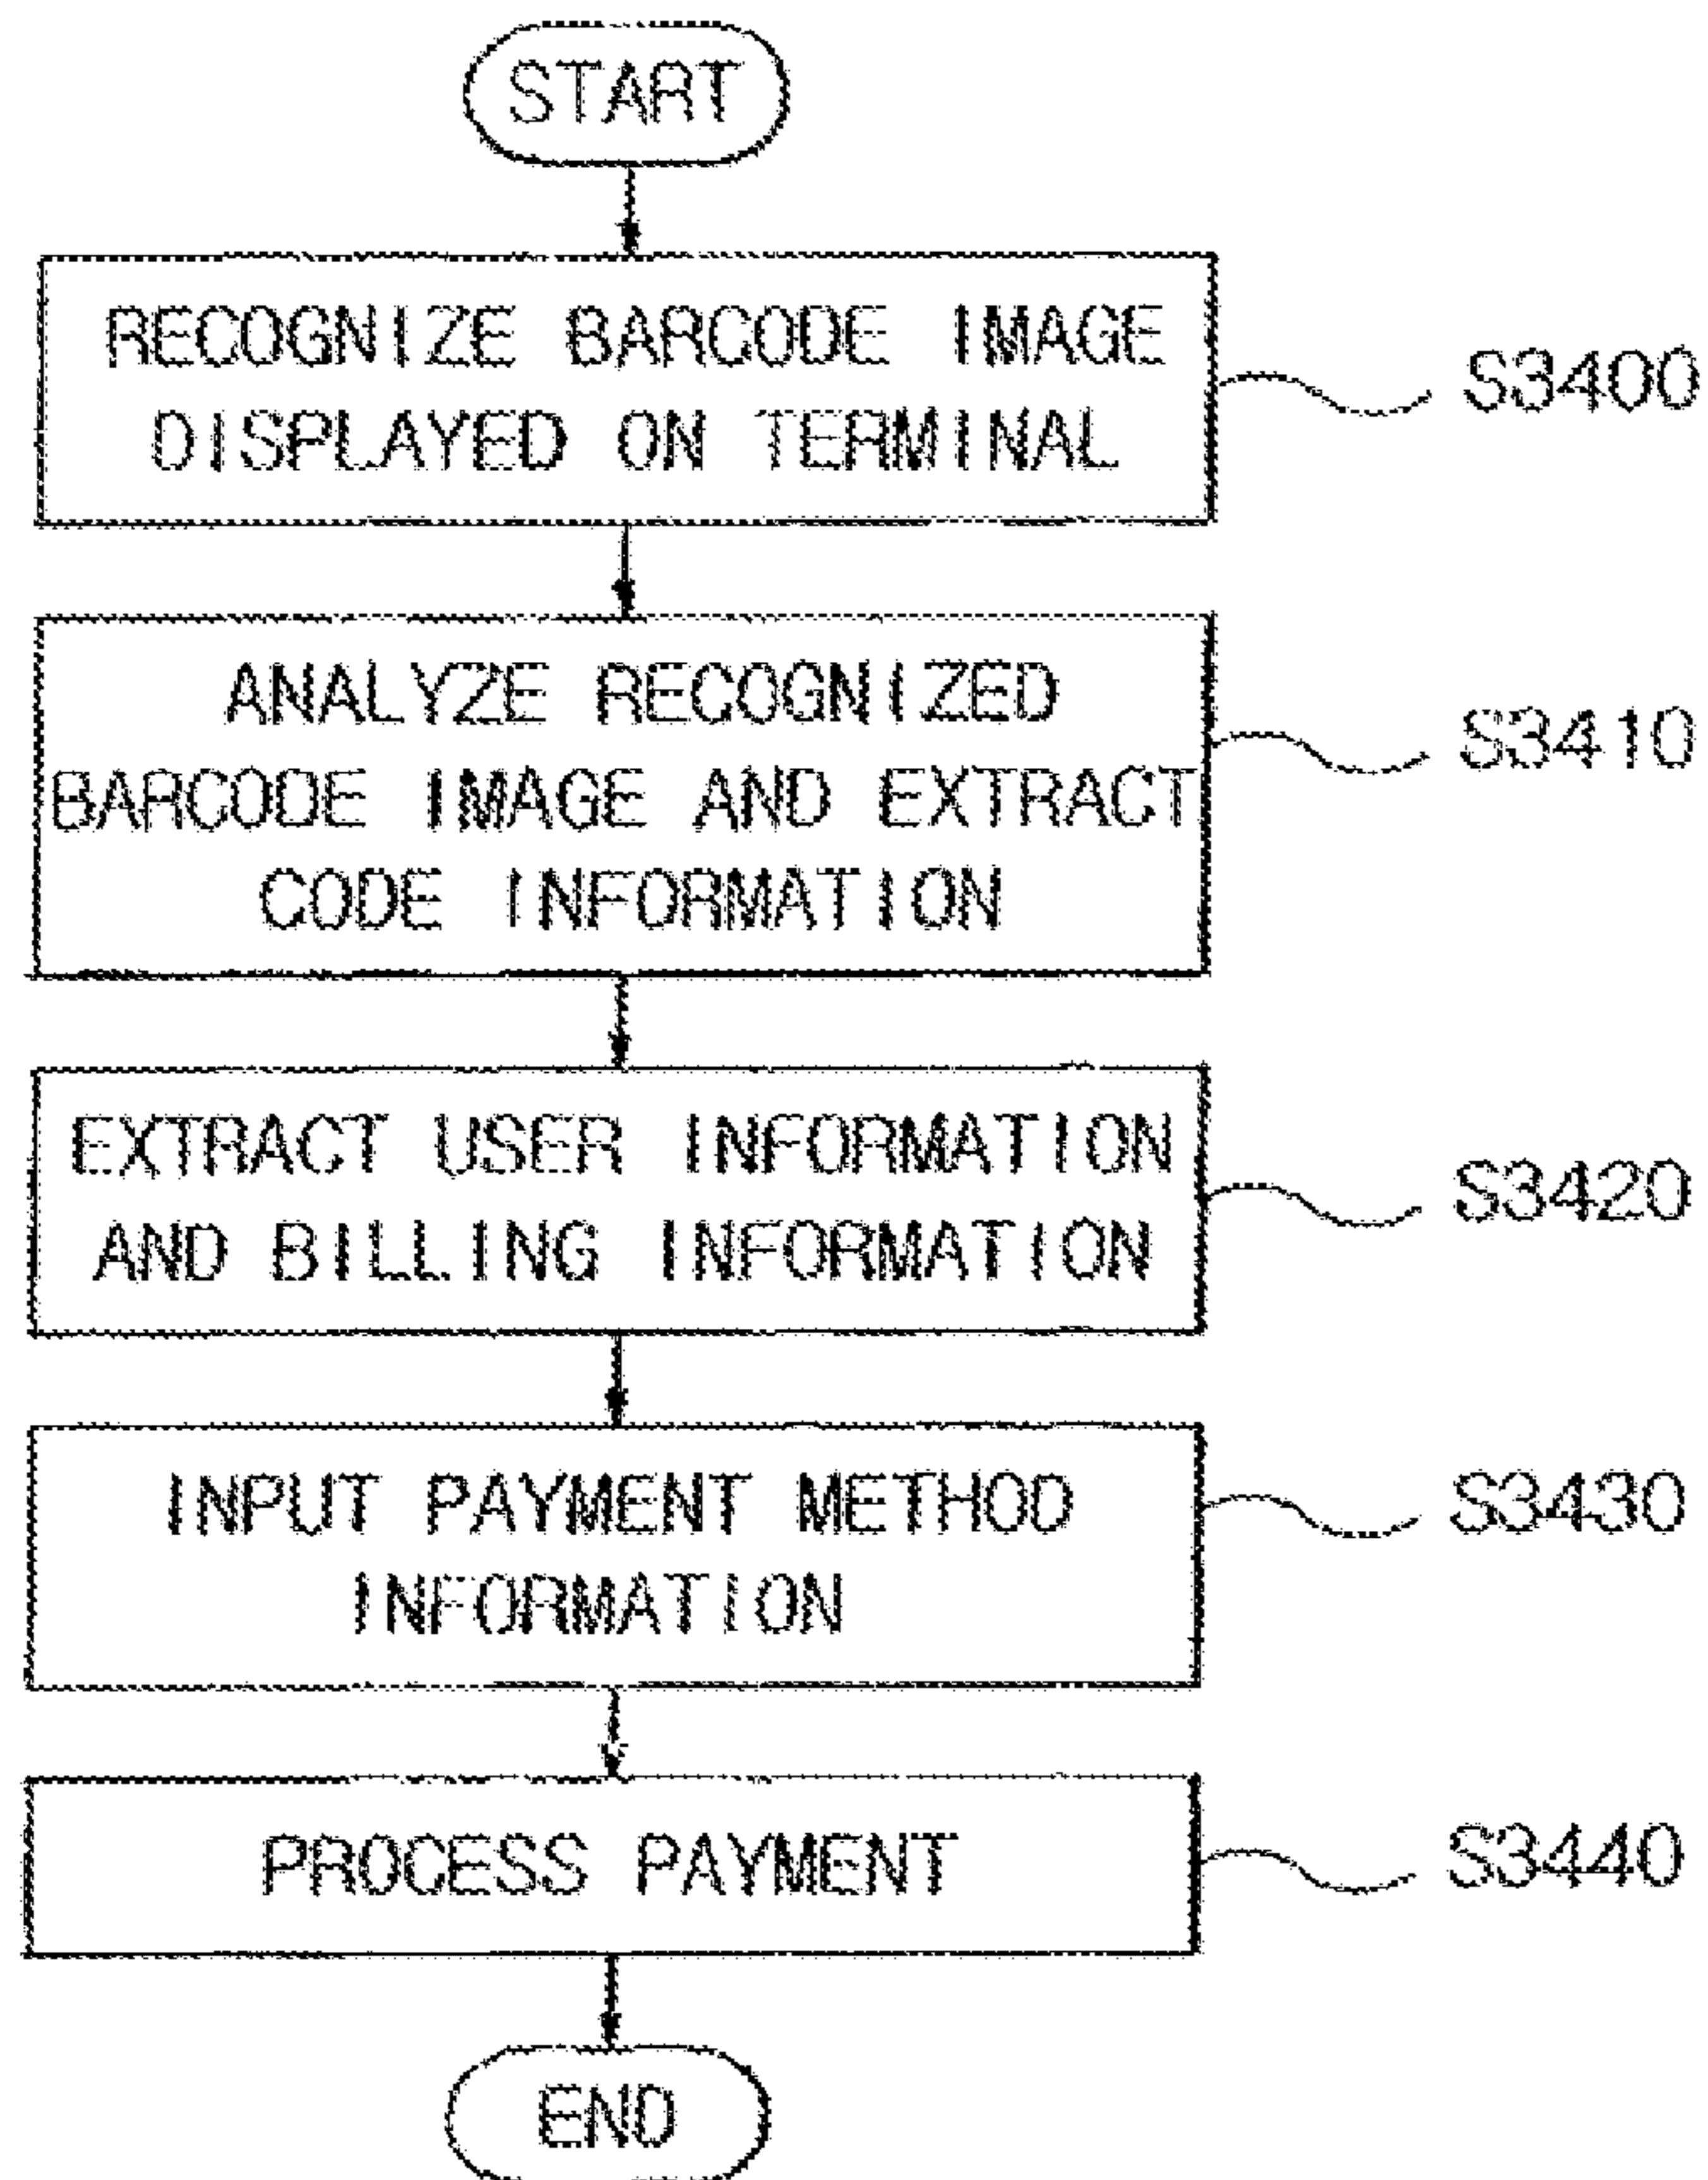 START
RECOGNIZE BARCODE IMAGE
DISPLAYED ON TERMINAL
S3400
ANALYZE RECOGNIZED
BARCODE IMAGE AND EXTRACT
CODE INFORMATION
S3410
EXTRACT USER INFORMATION
AND BILLING INFORMATION
S3420
INPUT PAYMENT METHOD
INFORMATION
S3430
PROCESS PAYMENT
S3440
END